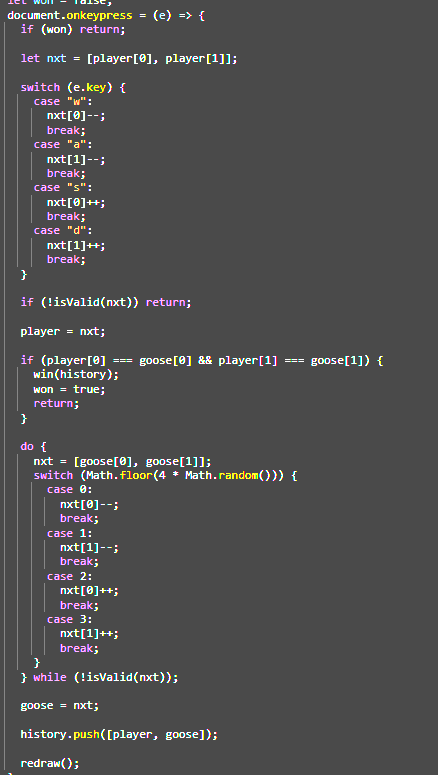 let won = false;
document.onkeypress = (e) => {
  if (won) return;

  let nxt = [player[0], player[1]];

  switch (e.key) {
    case "w":
      nxt[0]--;
      break;
    case "a":
      nxt[1]--;
      break;
    case "s":
      nxt[0]++;
      break;
    case "d":
      nxt[1]++;
      break;
  }

  if (!isValid(nxt)) return;

  player = nxt;

  if (player[0] === goose[0] && player[1] === goose[1]) {
    win(history);
    won = true;
    return;
  }

  do {
    nxt = [goose[0], goose[1]];
    switch (Math.floor(4 * Math.random())) {
      case 0:
        nxt[0]--;
        break;
      case 1:
        nxt[1]--;
        break;
      case 2:
        nxt[0]++;
        break;
      case 3:
        nxt[1]++;
        break;
    }
  } while (!isValid(nxt));

  goose = nxt;

  history.push([player, goose]);

  redraw();